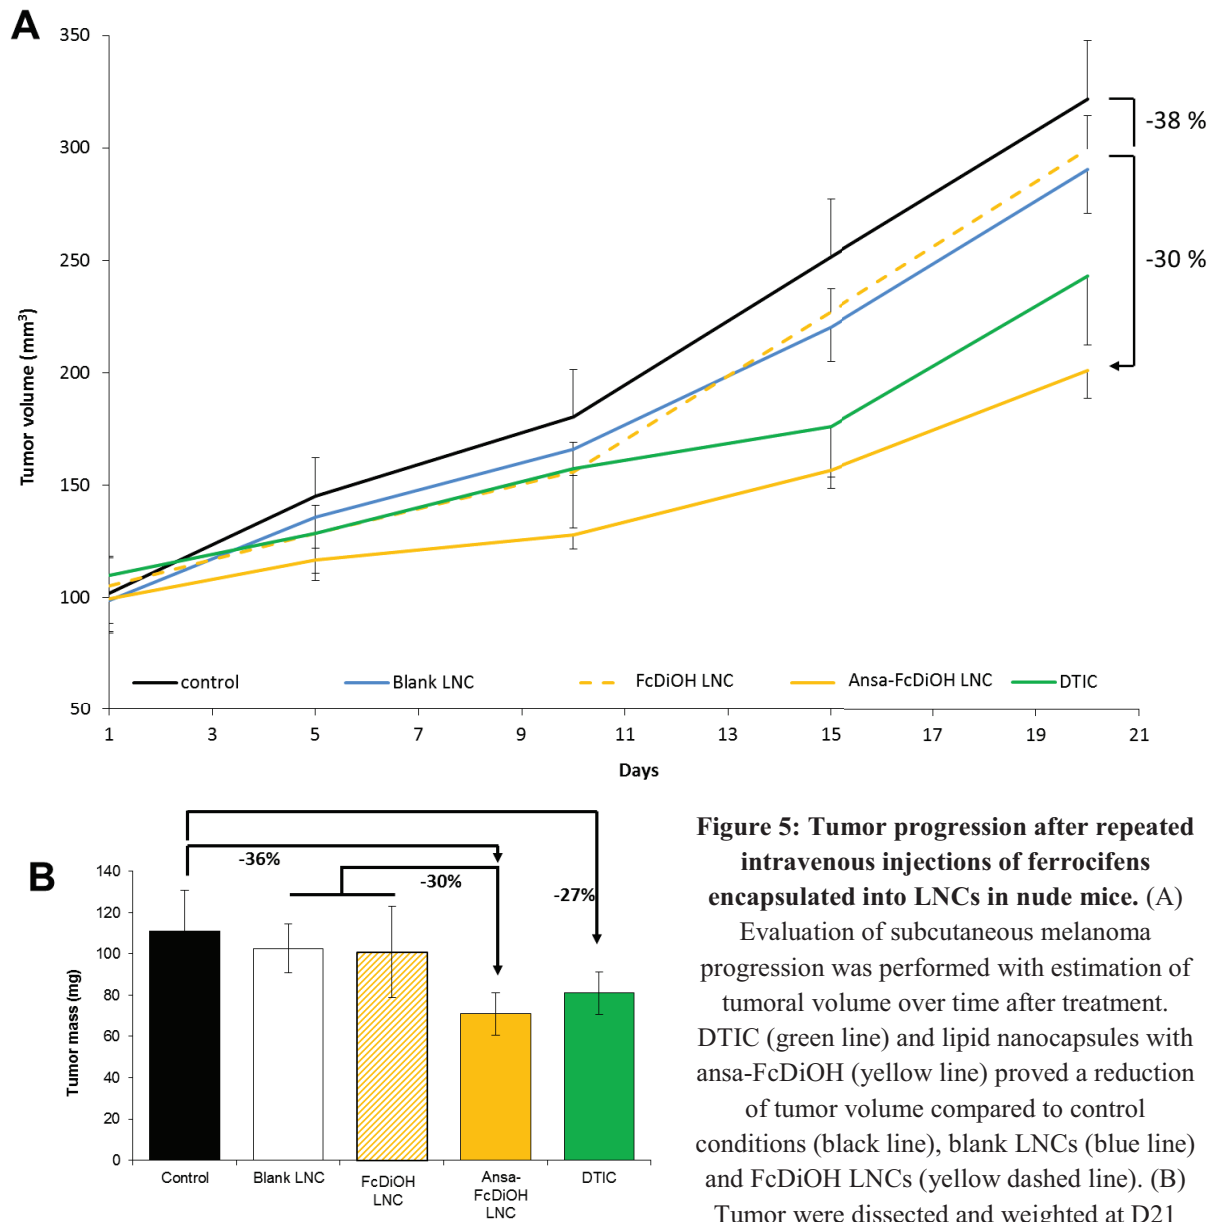 A
350
300
250
200
150
100
50
Tumor volume (mm³)
-38 %
-30 %
control
Blank LNC
FcDiOH LNC
Ansa-FcDiOH LNC
DTIC
1 3 5 7 9 11 13 15 17 19 21
Days
B
140
120
100
80
60
40
20
0
Tumor mass (mg)
-36%
-30%
-27%
Control
Blank LNC
FcDiOH
LNC
Ansa-
FcDiOH
LNC
DTIC
Figure 5: Tumor progression after repeated
intravenous injections of ferrocifens
encapsulated into LNCs in nude mice. (A)
Evaluation of subcutaneous melanoma
progression was performed with estimation of
tumoral volume over time after treatment.
DTIC (green line) and lipid nanocapsules with
ansa-FcDiOH (yellow line) proved a reduction
of tumor volume compared to control
conditions (black line), blank LNCs (blue line)
and FcDiOH LNCs (yellow dashed line). (B)
Tumor were dissected and weighted at D21